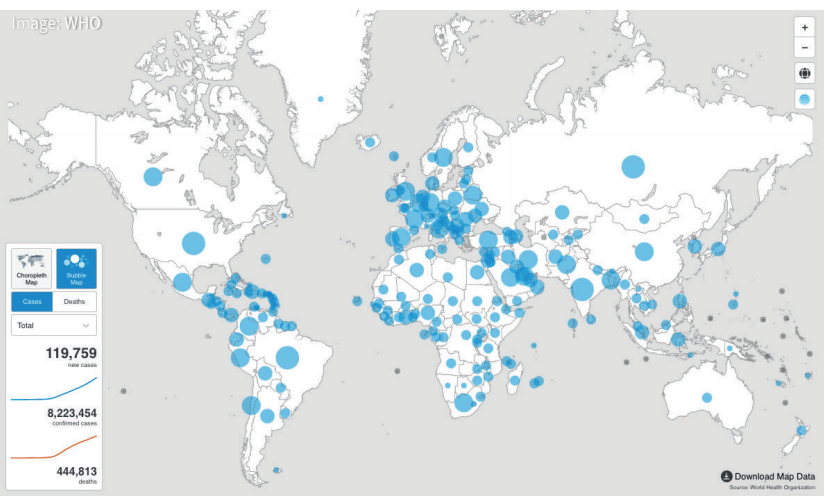 Image: WHO
+
−
Choropleth
Map
Bubble
Map
Cases
Deaths
Total
119,759
new cases
8,223,454
confirmed cases
444,813
deaths
Download Map Data
Source: World Health Organization